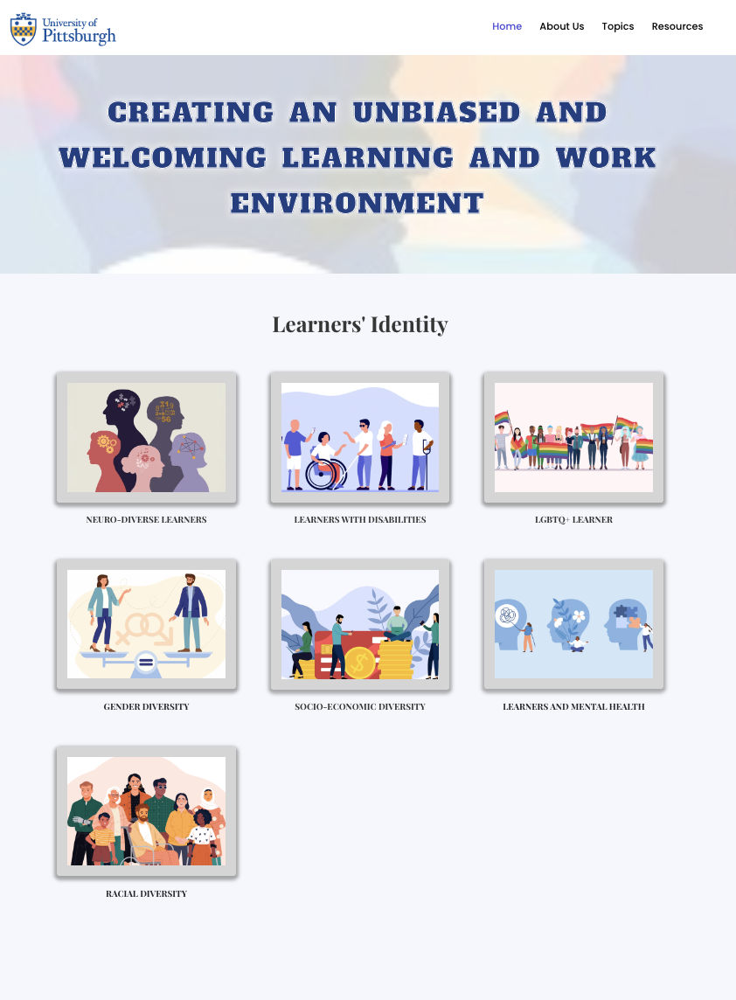 University of
Pittsburgh
Home About Us Topics Resources
CREATING AN UNBIASED AND
WELCOMING LEARNING AND WORK
ENVIRONMENT
Learners' Identity
NEURO-DIVERSE LEARNERS
LEARNERS WITH DISABILITIES
LGBTQ+ LEARNER
GENDER DIVERSITY
SOCIO-ECONOMIC DIVERSITY
LEARNERS AND MENTAL HEALTH
RACIAL DIVERSITY